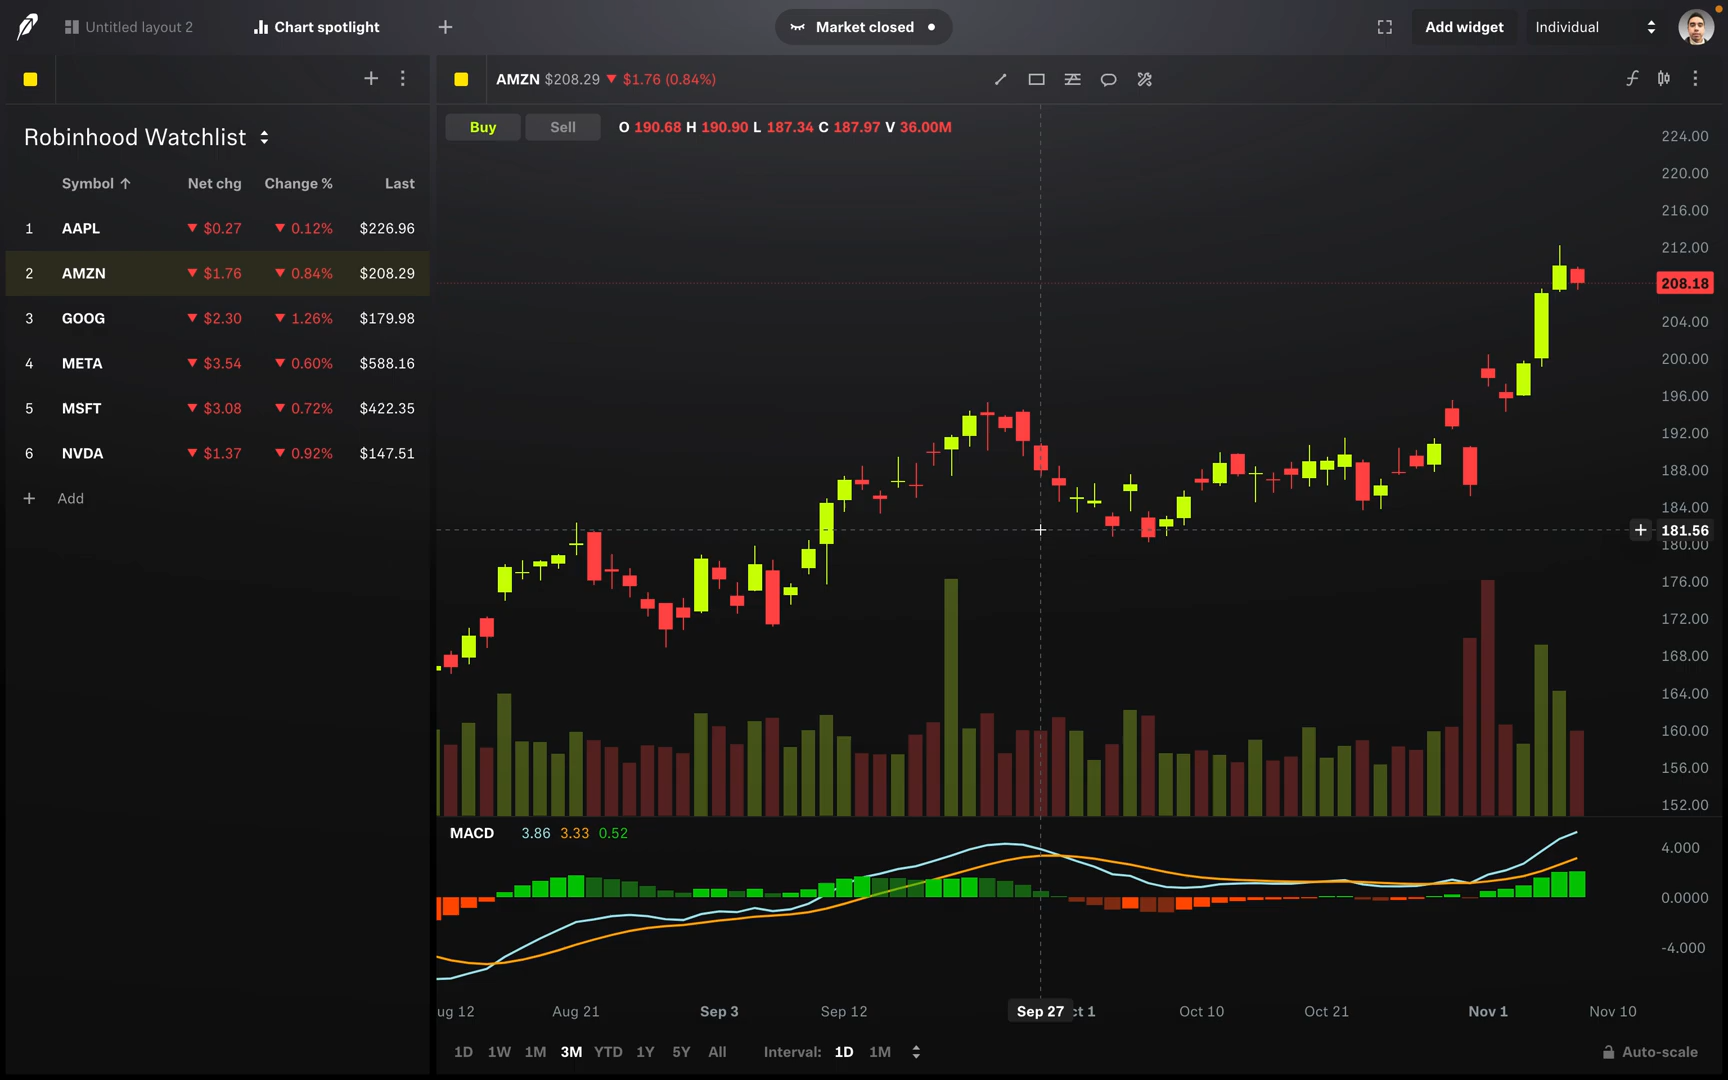 Untitled layout 2
Chart spotlight
Market closed
Add widget
Individual
AMZN $208.29 ▼ $1.76 (0.84%)
Robinhood Watchlist
Symbol ↑ Net chg Change % Last
1 AAPL ▼ $0.27 ▼ 0.12% $226.96
2 AMZN ▼ $1.76 ▼ 0.84% $208.29
3 GOOG ▼ $2.30 ▼ 1.26% $179.98
4 META ▼ $3.54 ▼ 0.60% $588.16
5 MSFT ▼ $3.08 ▼ 0.72% $422.35
6 NVDA ▼ $1.37 ▼ 0.92% $147.51
+ Add
Buy Sell O 190.68 H 190.90 L 187.34 C 187.97 V 36.00M
224.00
220.00
216.00
212.00
208.18
204.00
200.00
196.00
192.00
188.00
184.00
181.56
180.00
176.00
172.00
168.00
164.00
160.00
156.00
152.00
MACD 3.86 3.33 0.52
4.000
0.0000
-4.000
ug 12 Aug 21 Sep 3 Sep 12 Sep 27 ct 1 Oct 10 Oct 21 Nov 1 Nov 10
1D 1W 1M 3M YTD 1Y 5Y All Interval: 1D 1M Auto-scale